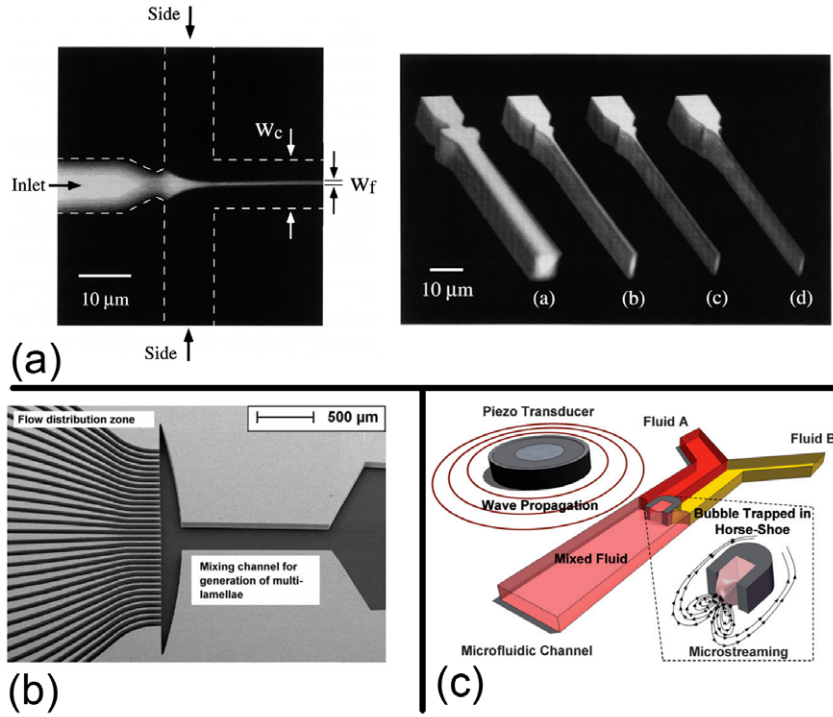 Side
Wc
Inlet
Wf
10 µm
Side
10 µm
(a)
(b)
(c)
(d)
(a)
Flow distribution zone
500 µm
Mixing channel for
generation of multi-
lamellae
(b)
Piezo Transducer
Fluid A
Fluid B
Wave Propagation
Bubble Trapped in
Horse-Shoe
Mixed Fluid
Microfluidic Channel
Microstreaming
(c)